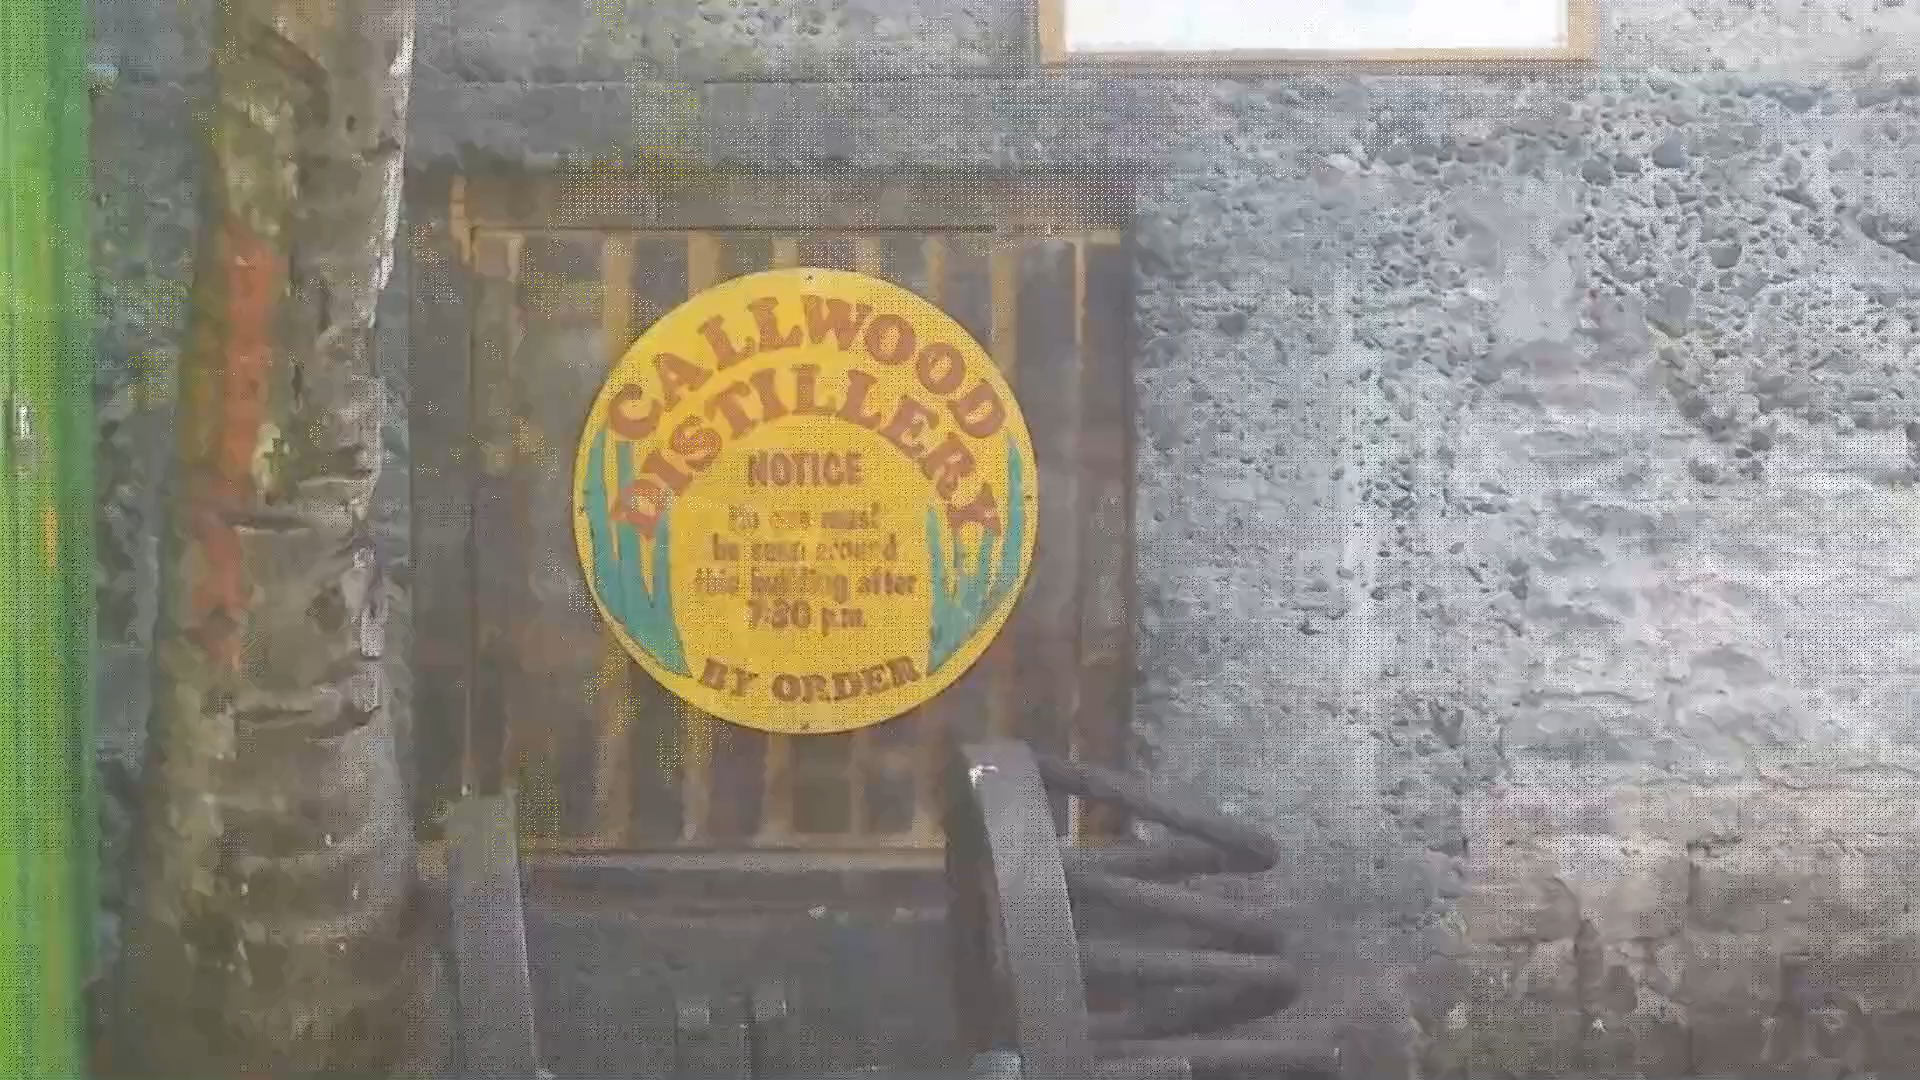 CALLWOOD
DISTILLERY
NOTICE
No one must
be seen around
this building after
7:30 p.m.
BY ORDER